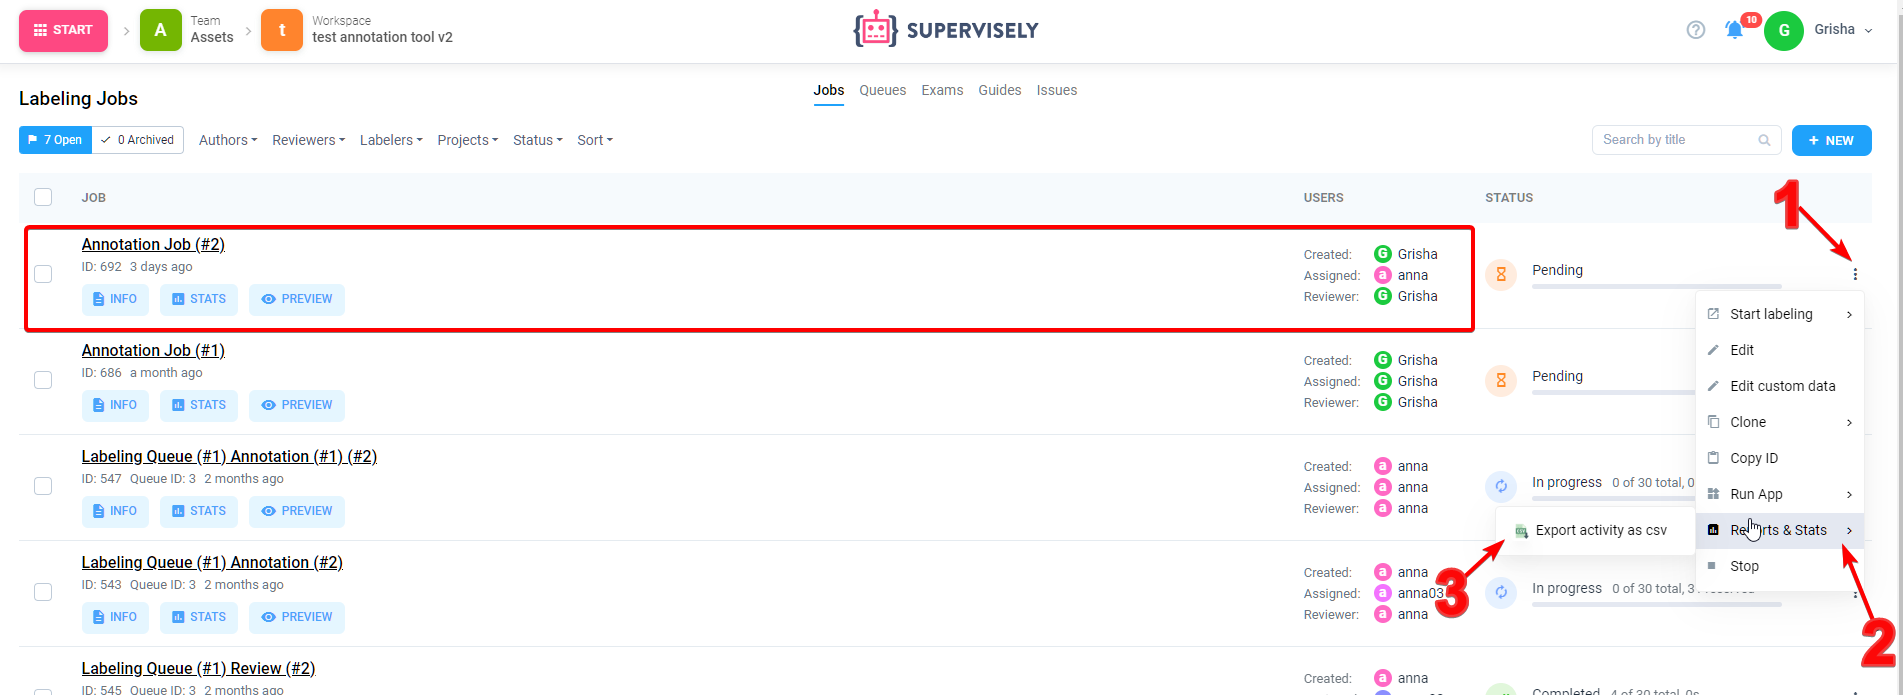 START
A
Team
Assets
t
Workspace
test annotation tool v2
SUPERVISELY
10
G
Grisha
Labeling Jobs
Jobs Queues Exams Guides Issues
7 Open 0 Archived Authors Reviewers Labelers Projects Status Sort
Search by title
+ NEW
JOB USERS STATUS
1
Annotation Job (#2)
ID: 692 3 days ago
INFO STATS PREVIEW
Created: G Grisha
Assigned: a anna
Reviewer: G Grisha
Pending
Start labeling
Edit
Edit custom data
Clone
Copy ID
Run App
Reports & Stats
Stop
Export activity as csv
3
2
Annotation Job (#1)
ID: 686 a month ago
INFO STATS PREVIEW
Created: G Grisha
Assigned: G Grisha
Reviewer: G Grisha
Pending
Labeling Queue (#1) Annotation (#1) (#2)
ID: 547 Queue ID: 3 2 months ago
INFO STATS PREVIEW
Created: a anna
Assigned: a anna
Reviewer: a anna
In progress 0 of 30 total, 0
Labeling Queue (#1) Annotation (#2)
ID: 543 Queue ID: 3 2 months ago
INFO STATS PREVIEW
Created: a anna
Assigned: a anna03
Reviewer: a anna
In progress 0 of 30 total, 3
Labeling Queue (#1) Review (#2)
ID: 545 Queue ID: 3 2 months ago
Created: a anna
Completed 4 of 30 total, 0s